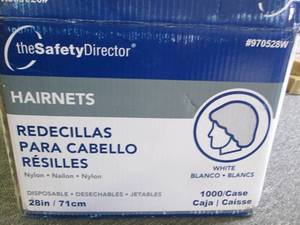 theSafetyDirector®
#970528W
HAIRNETS
REDECILLAS
PARA CABELLO
RÉSILLES
Nylon • Nailon • Nylon
WHITE
BLANCO • BLANCS
DISPOSABLE • DESECHABLES • JETABLES
28in / 71cm
1000/Case
Caja | Caisse